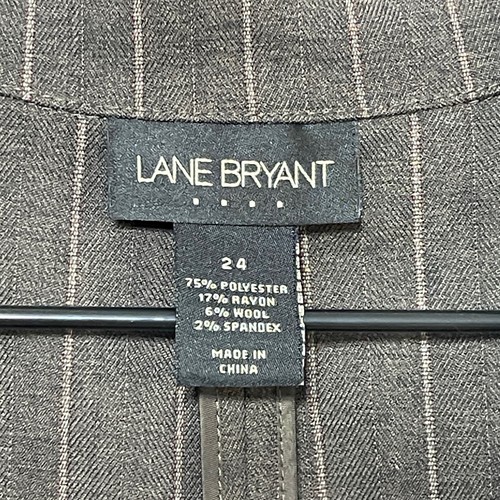 LANE BRYANT
24
75% POLYESTER
17% RAYON
6% WOOL
2% SPANDEX
MADE IN
CHINA